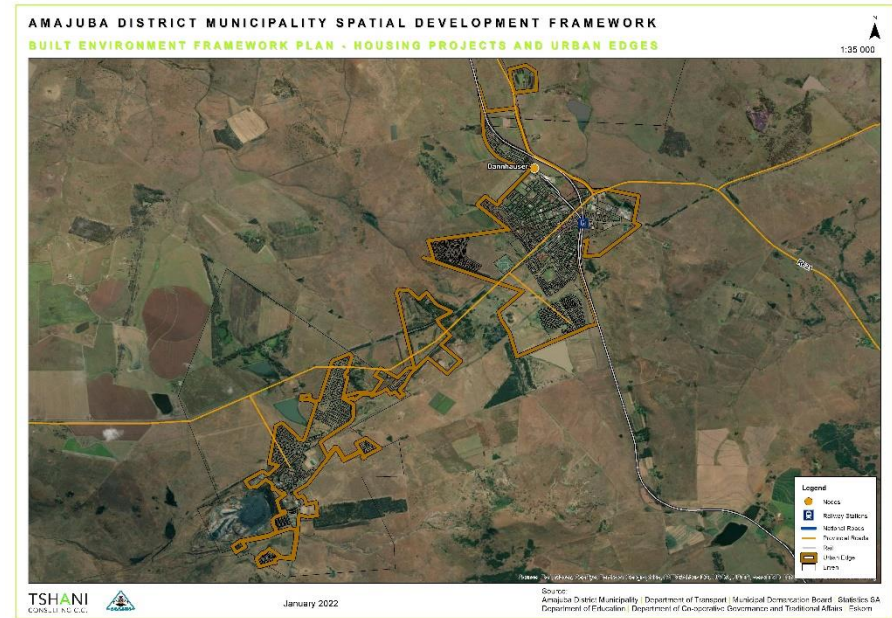 AMAJUBA DISTRICT MUNICIPALITY SPATIAL DEVELOPMENT FRAMEWORK
BUILT ENVIRONMENT FRAMEWORK PLAN - HOUSING PROJECTS AND URBAN EDGES
N
1:35 000
Dannhauser
Legend
Nodes
Railway Stations
National Roads
Provincial Roads
Rail
Urban Edge
Erven
TSHANI
CONSULTING C.C.
January 2022
Source:
Amajuba District Municipality | Department of Transport | Municipal Demarcation Board | Statistics SA
Department of Education | Department of Co-operative Governance and Traditional Affairs | Eskom